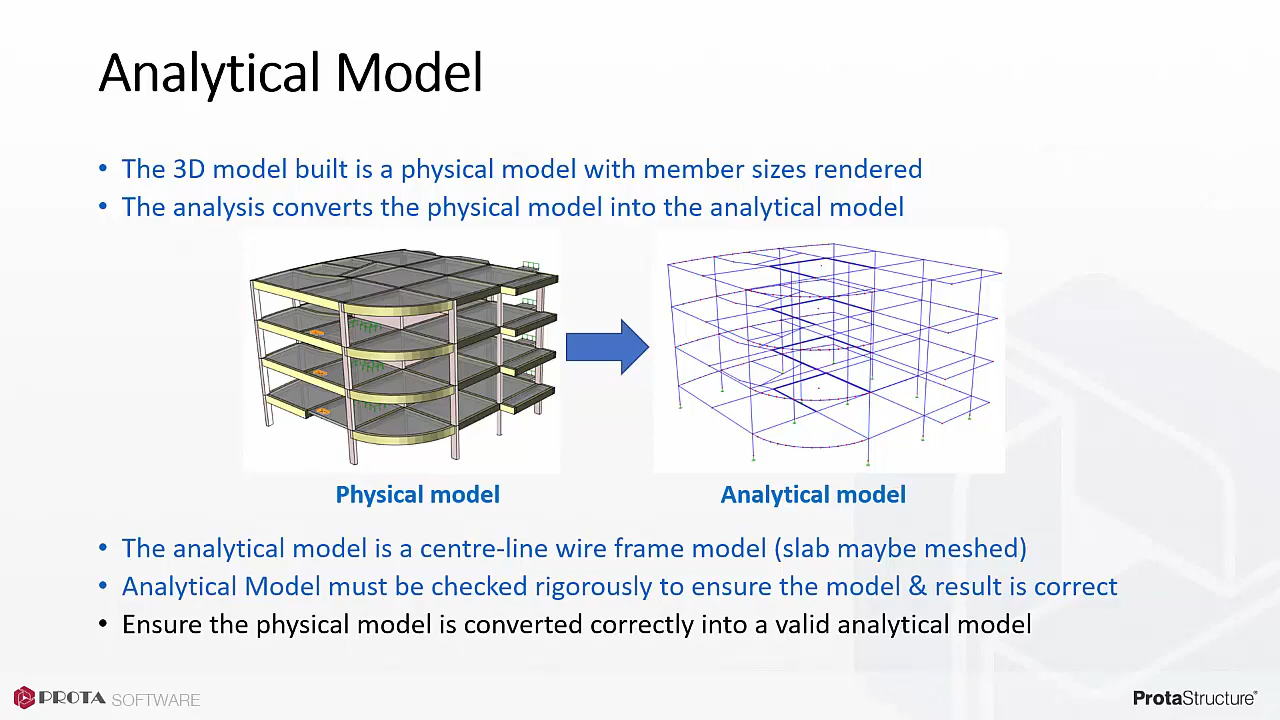 Analytical Model
• The 3D model built is a physical model with member sizes rendered
• The analysis converts the physical model into the analytical model
Physical model
Analytical model
• The analytical model is a centre-line wire frame model (slab maybe meshed)
• Analytical Model must be checked rigorously to ensure the model & result is correct
• Ensure the physical model is converted correctly into a valid analytical model
PROTA SOFTWARE
ProtaStructure®